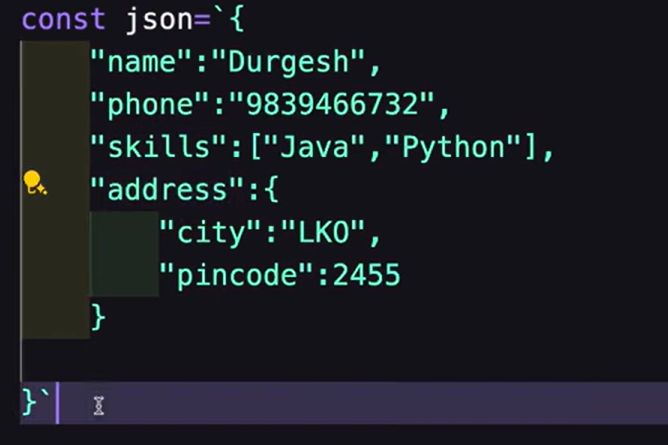 const json=`{
"name":"Durgesh",
"phone":"9839466732",
"skills":["Java","Python"],
"address":{
"city":"LKO",
"pincode":2455
}
}`